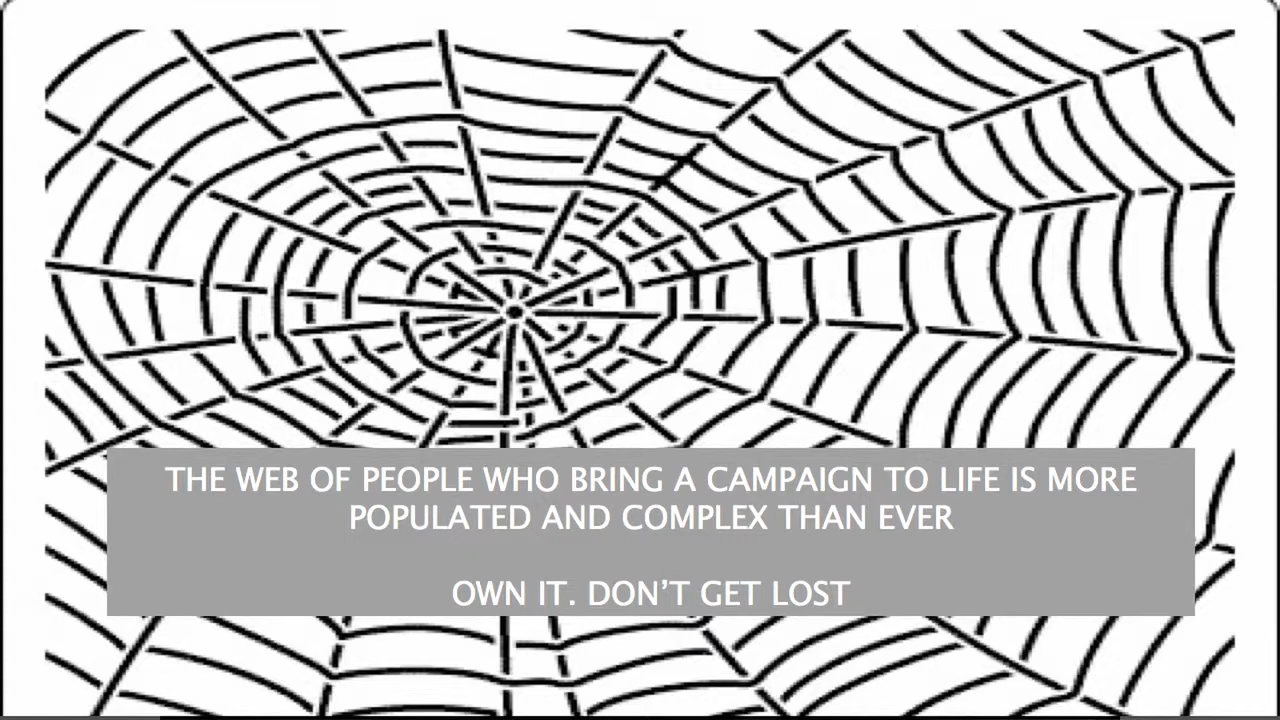 THE WEB OF PEOPLE WHO BRING A CAMPAIGN TO LIFE IS MORE
POPULATED AND COMPLEX THAN EVER
OWN IT. DON’T GET LOST